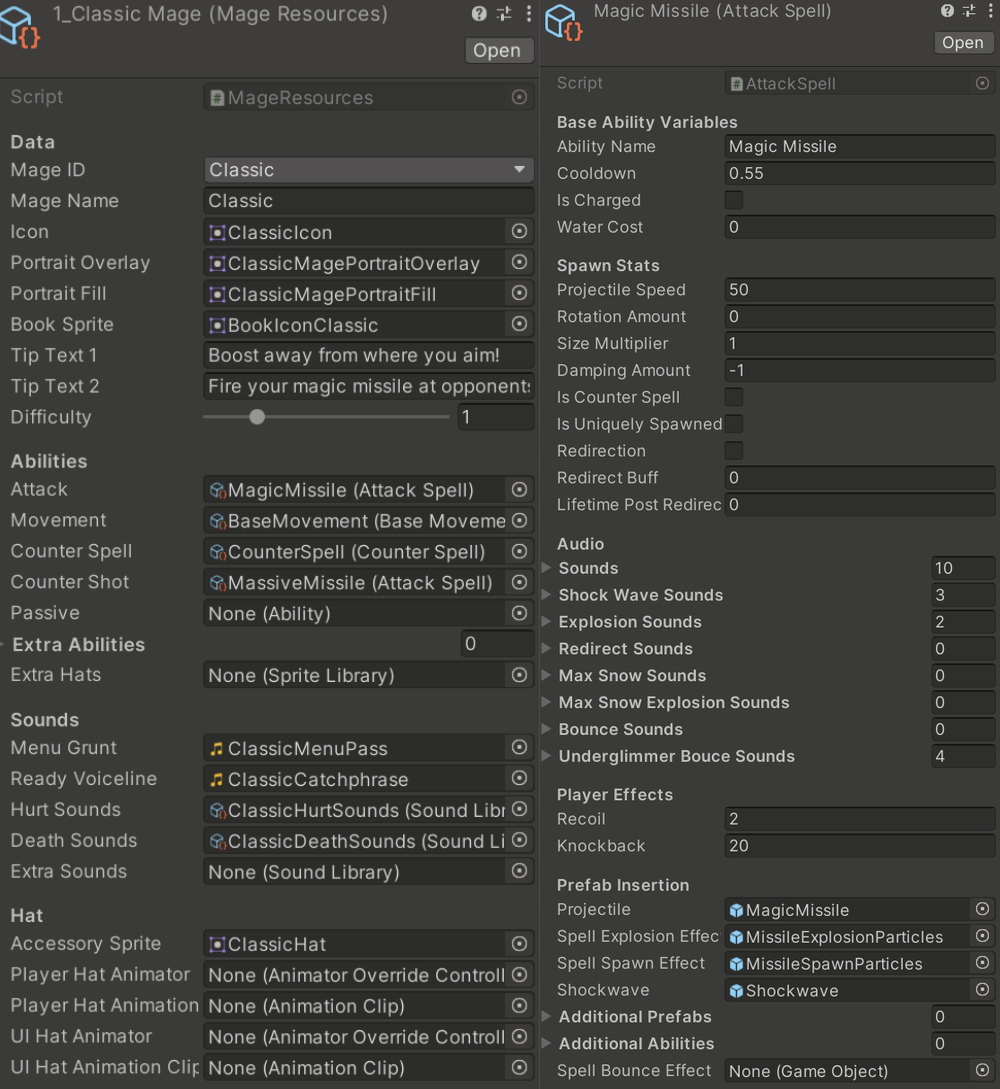 1_Classic Mage (Mage Resources)
Open
Script MageResources
Data
Mage ID Classic
Mage Name Classic
Icon ClassicIcon
Portrait Overlay ClassicMagePortraitOverlay
Portrait Fill ClassicMagePortraitFill
Book Sprite BookIconClassic
Tip Text 1 Boost away from where you aim!
Tip Text 2 Fire your magic missile at opponents
Difficulty 1
Abilities
Attack MagicMissile (Attack Spell)
Movement BaseMovement (Base Moveme
Counter Spell CounterSpell (Counter Spell)
Counter Shot MassiveMissile (Attack Spell)
Passive None (Ability)
Extra Abilities 0
Extra Hats None (Sprite Library)
Sounds
Menu Grunt ClassicMenuPass
Ready Voiceline ClassicCatchphrase
Hurt Sounds ClassicHurtSounds (Sound Libr
Death Sounds ClassicDeathSounds (Sound Li
Extra Sounds None (Sound Library)
Hat
Accessory Sprite ClassicHat
Player Hat Animator None (Animator Override Controll
Player Hat Animation None (Animation Clip)
UI Hat Animator None (Animator Override Controll
UI Hat Animation Clip None (Animation Clip)
Magic Missile (Attack Spell)
Open
Script AttackSpell
Base Ability Variables
Ability Name Magic Missile
Cooldown 0.55
Is Charged
Water Cost 0
Spawn Stats
Projectile Speed 50
Rotation Amount 0
Size Multiplier 1
Damping Amount -1
Is Counter Spell
Is Uniquely Spawned
Redirection
Redirect Buff 0
Lifetime Post Redirec 0
Audio
Sounds 10
Shock Wave Sounds 3
Explosion Sounds 2
Redirect Sounds 0
Max Snow Sounds 0
Max Snow Explosion Sounds 0
Bounce Sounds 0
Underglimmer Bouce Sounds 4
Player Effects
Recoil 2
Knockback 20
Prefab Insertion
Projectile MagicMissile
Spell Explosion Effec MissileExplosionParticles
Spell Spawn Effect MissileSpawnParticles
Shockwave Shockwave
Additional Prefabs 0
Additional Abilities 0
Spell Bounce Effect None (Game Object)